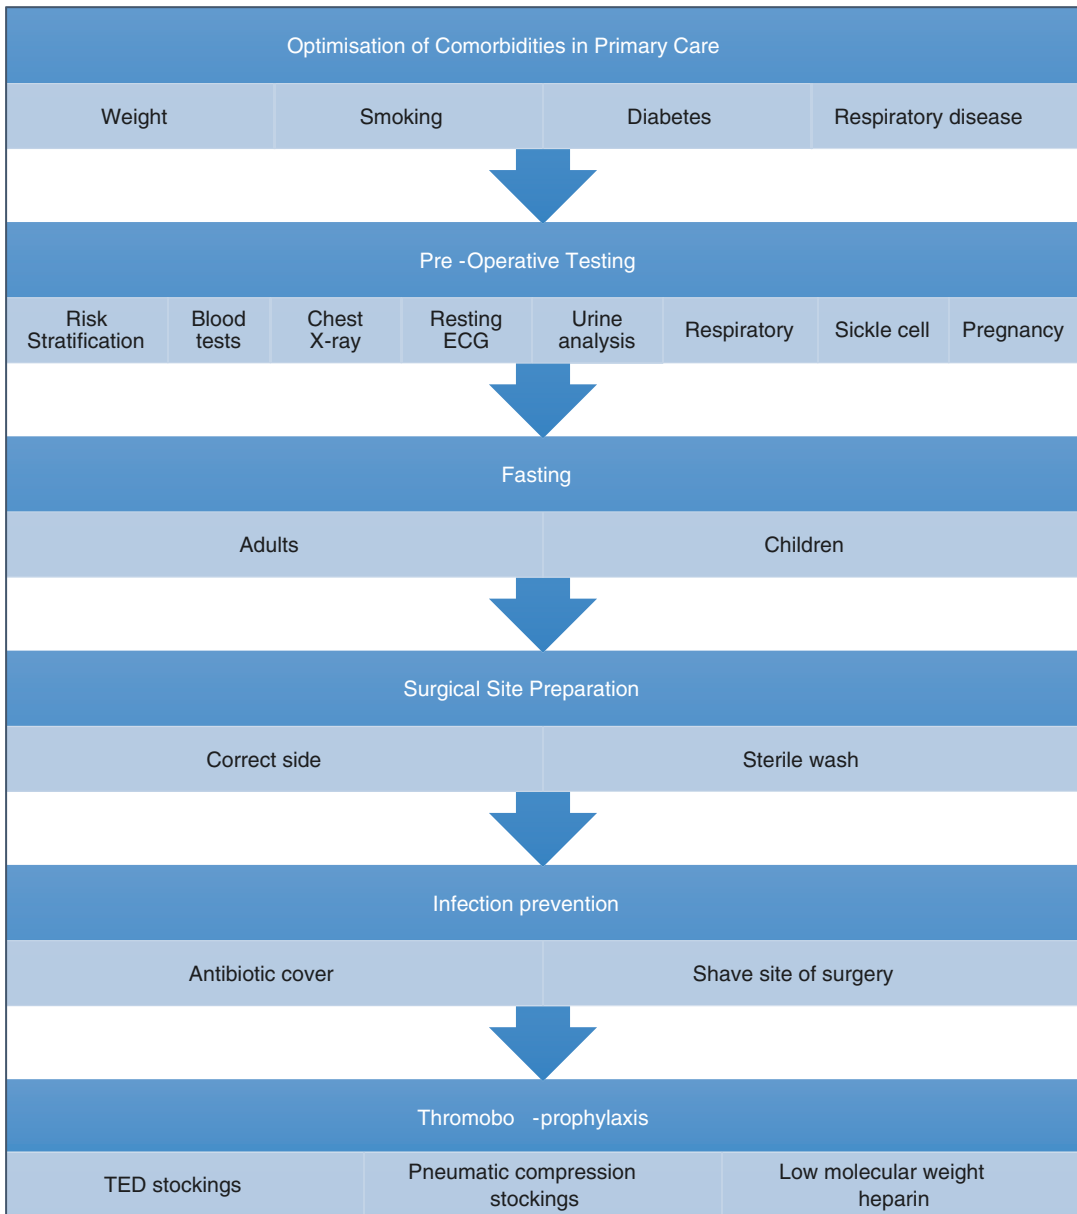 Optimisation of Comorbidities in Primary Care
Weight
Smoking
Diabetes
Respiratory disease
Pre -Operative Testing
Risk
Stratification
Blood
tests
Chest
X-ray
Resting
ECG
Urine
analysis
Respiratory
Sickle cell
Pregnancy
Fasting
Adults
Children
Surgical Site Preparation
Correct side
Sterile wash
Infection prevention
Antibiotic cover
Shave site of surgery
Thromobo -prophylaxis
TED stockings
Pneumatic compression
stockings
Low molecular weight
heparin